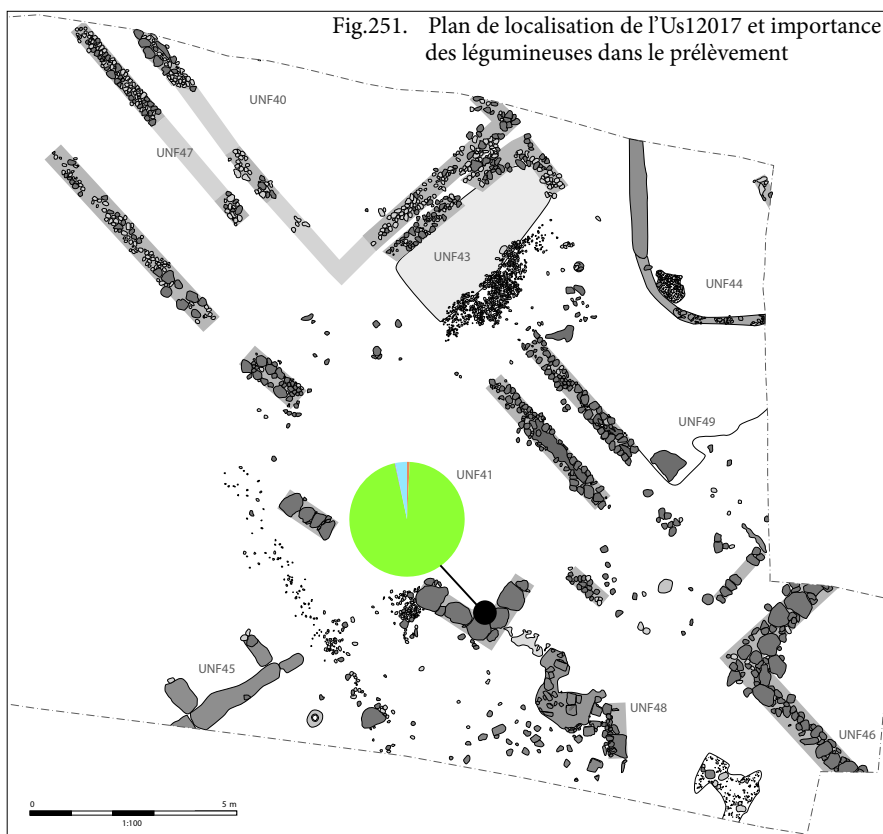 Fig.251. Plan de localisation de l'Us12017 et importance
des légumineuses dans le prélèvement
UNF40
UNF47
UNF43
UNF44
UNF49
UNF41
UNF45
UNF48
UNF46
0 5 m
1:100